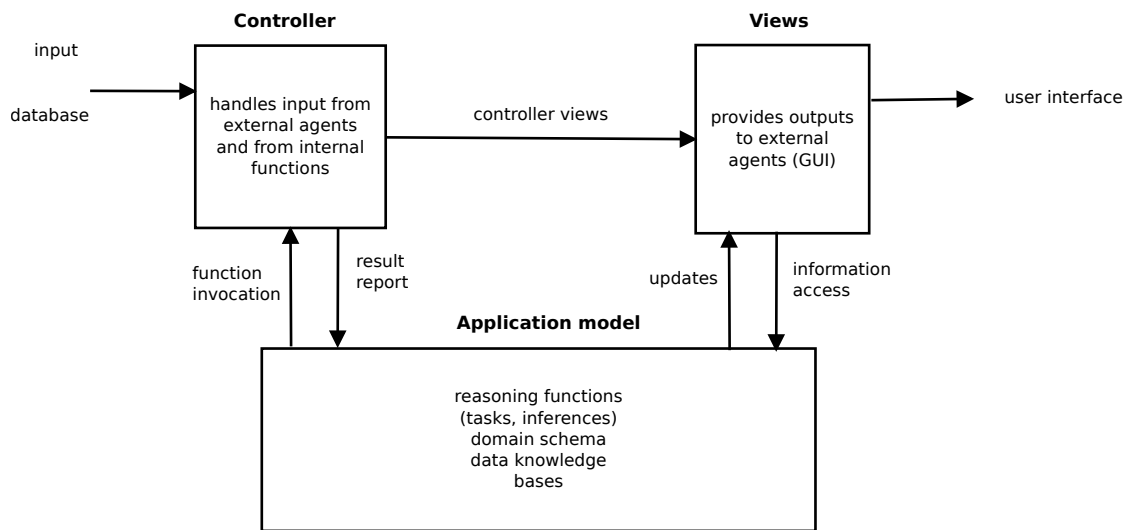 Controller
Views
input
database
handles input from
external agents
and from internal
functions
controller views
provides outputs
to external
agents (GUI)
user interface
function
invocation
result
report
updates
information
access
Application model
reasoning functions
(tasks, inferences)
domain schema
data knowledge
bases